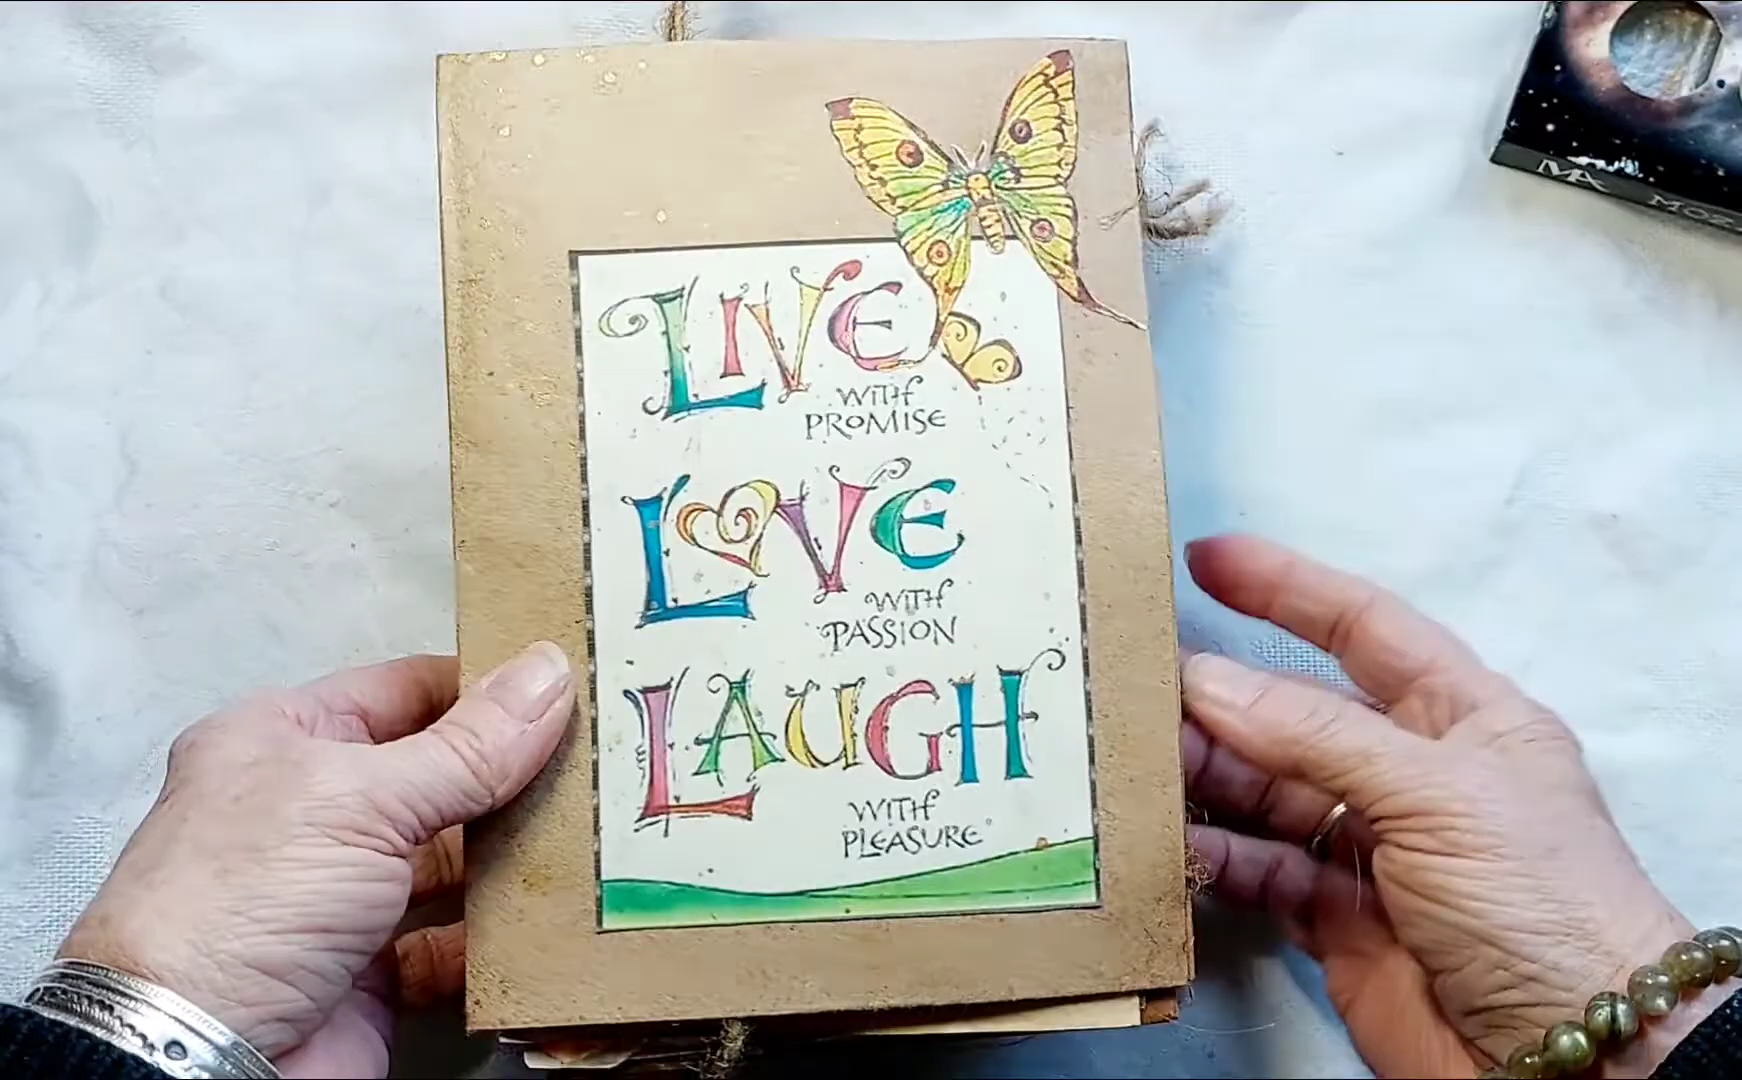 LIVE
WITH
PROMISE
LOVE
WITH
PASSION
LAUGH
WITH
PLEASURE